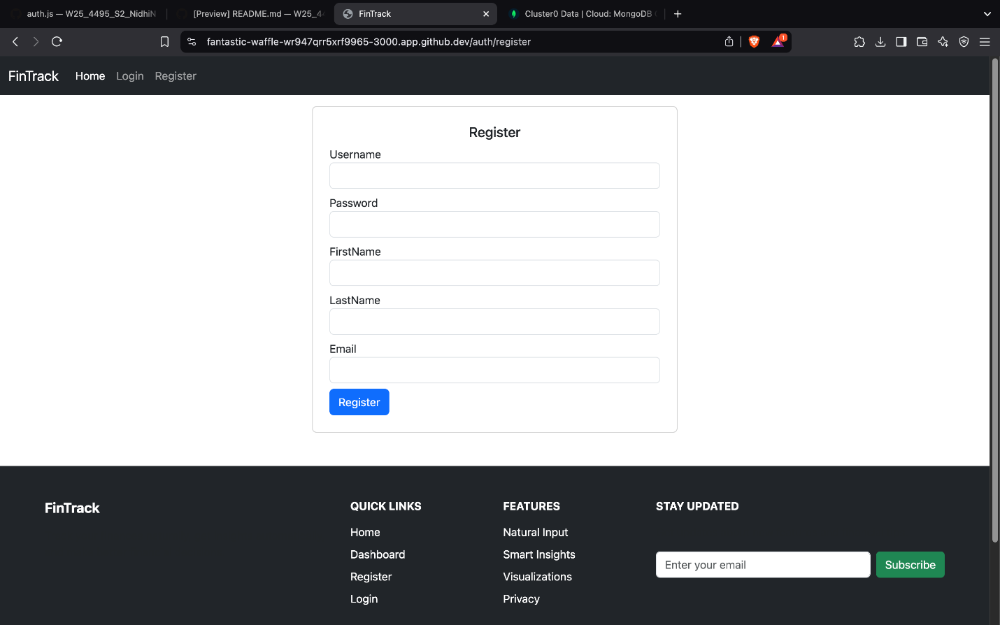 auth.js — W25_4495_S2_NidhiN
[Preview] README.md — W25_44
FinTrack
Cluster0 Data | Cloud: MongoDB
fantastic-waffle-wr947qrr5xrf9965-3000.app.github.dev/auth/register
1
FinTrack Home Login Register
Register
Username
Password
FirstName
LastName
Email
Register
FinTrack
QUICK LINKS
Home
Dashboard
Register
Login
FEATURES
Natural Input
Smart Insights
Visualizations
Privacy
STAY UPDATED
Enter your email
Subscribe